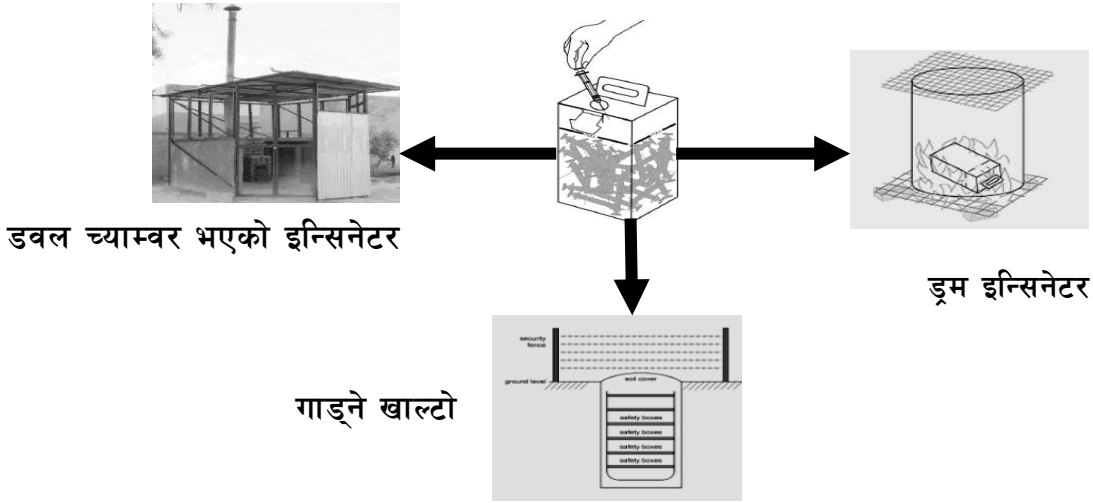 डवल च्याम्वर भएको इन्सिनेटर
ड्रम इन्सिनेटर
गाड्ने खाल्टो
security
fence
ground level
soil cover
safety boxes
safety boxes
safety boxes
safety boxes